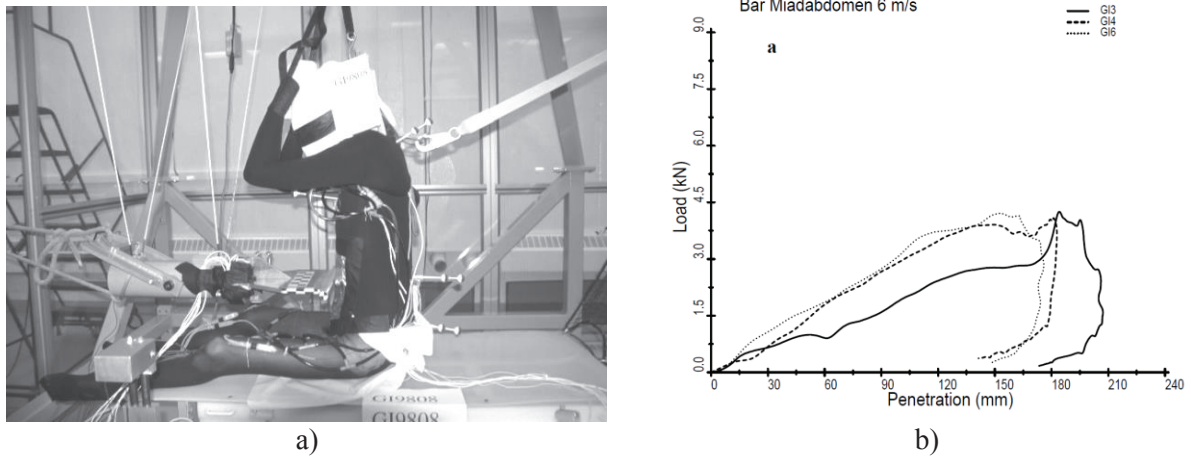 GI9808
GI9808
GI9808
a)
Bar Miadabdomen 6 m/s
GI3
GI4
GI6
a
Load (kN)
9.0
7.5
6.0
4.5
3.0
1.5
0.0
0 30 60 90 120 150 180 210 240
Penetration (mm)
b)